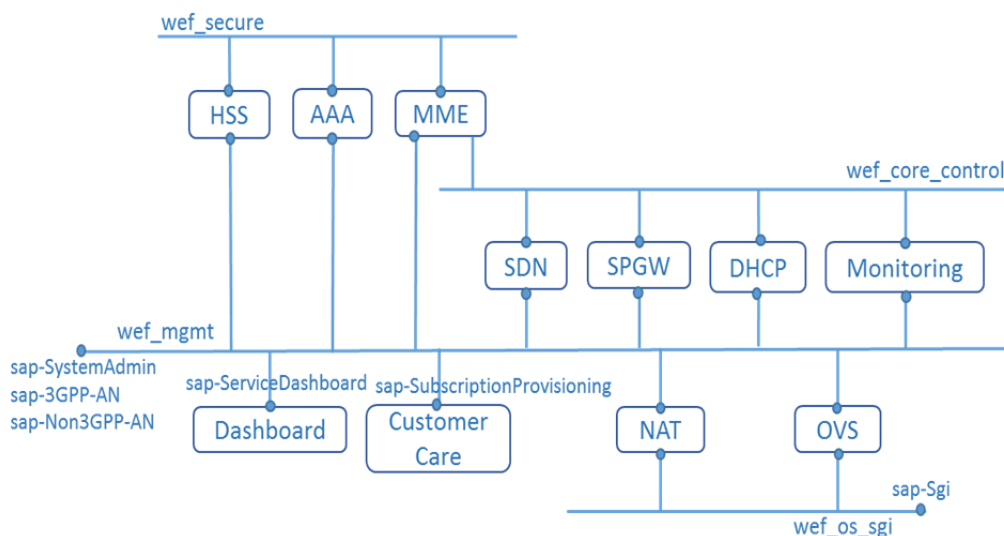 wef_secure
HSS
AAA
MME
wef_core_control
SDN
SPGW
DHCP
Monitoring
wef_mgmt
sap-SystemAdmin
sap-3GPP-AN
sap-Non3GPP-AN
sap-ServiceDashboard
sap-SubscriptionProvisioning
Dashboard
Customer
Care
NAT
OVS
sap-Sgi
wef_os_sgi